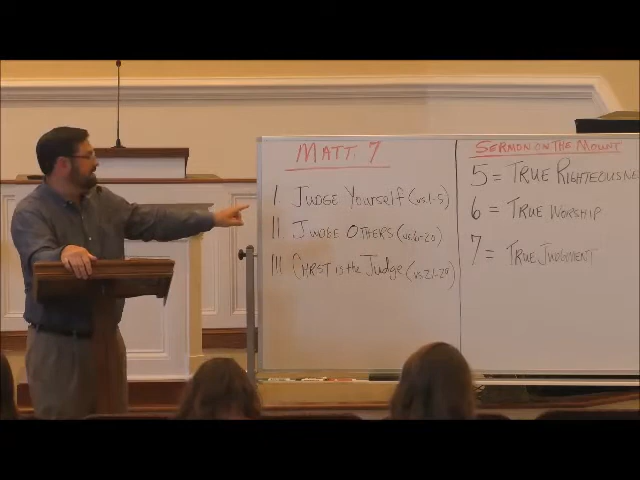 MATT. 7
I. Judge Yourself (vs. 1-5)
II Judge Others (vs. 6-20)
III Chrst is the Judge (vs. 21-29)
SERMON ON THE MOUNT
5 = TRUE RIGHTEOUSNE
6 = TRUE WORSHIP
7 = TRUE JUDGMENT